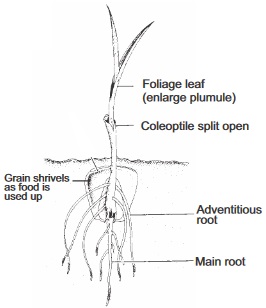 Foliage leaf
(enlarge plumule)
Coleoptile split open
Grain shrivels
as food is
used up
Adventitious
root
Main root